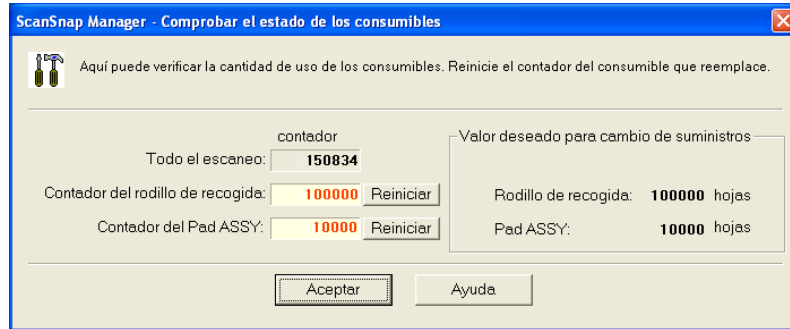 ScanSnap Manager - Comprobar el estado de los consumibles
Aquí puede verificar la cantidad de uso de los consumibles. Reinicie el contador del consumible que reemplace.
contador
Todo el escaneo: 150834
Contador del rodillo de recogida: 100000 Reiniciar
Contador del Pad ASSY: 10000 Reiniciar
Valor deseado para cambio de suministros
Rodillo de recogida: 100000 hojas
Pad ASSY: 10000 hojas
Aceptar Ayuda